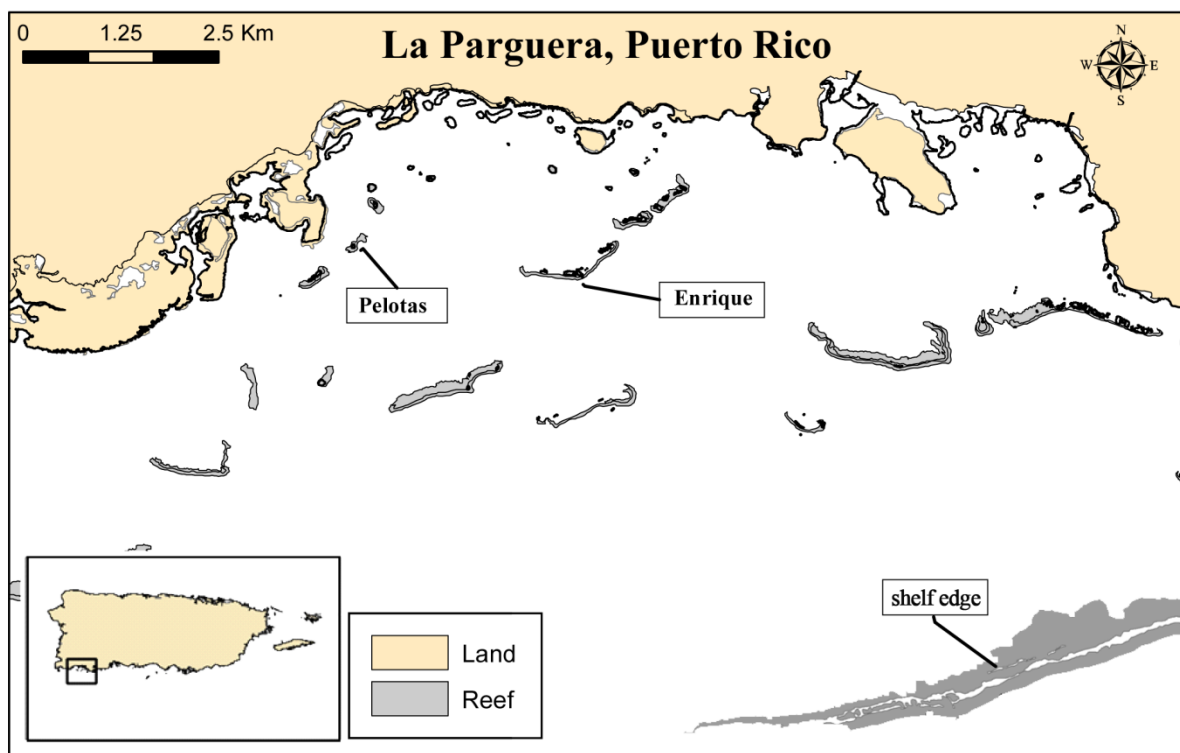 0 1.25 2.5 Km
La Parguera, Puerto Rico
N
W E
S
Pelotas
Enrique
shelf edge
Land
Reef